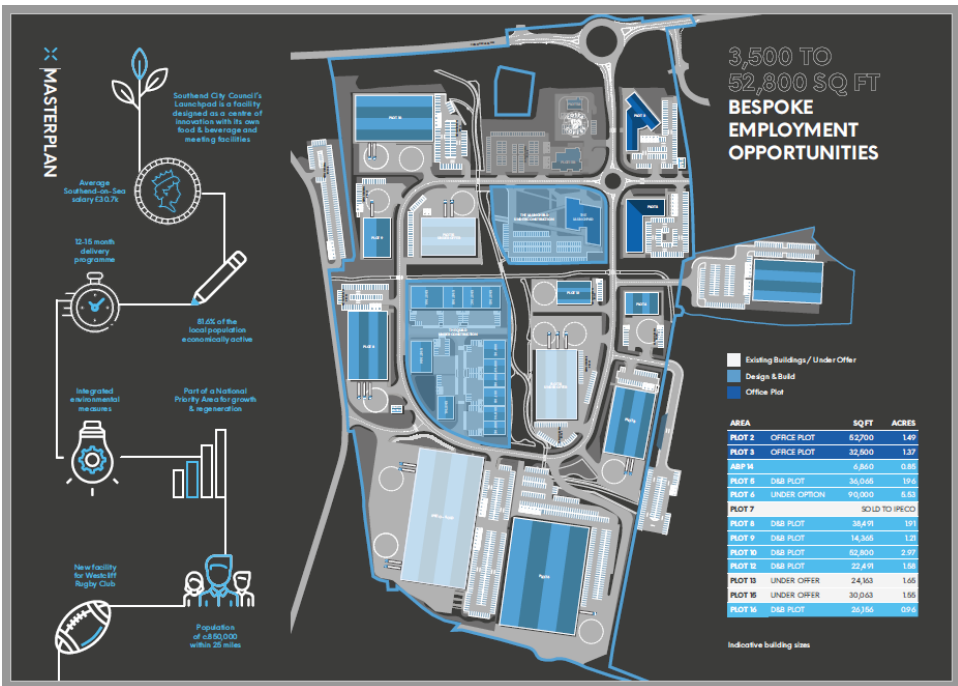 MASTERPLAN
Southend City Council's
Launchpad is a facility
designed as a centre of
innovation with its own
food & beverage and
meeting facilities
Average
Southend-on-Sea
salary £30.7k
12-15 month
delivery
programme
81.6% of the
local population
economically active
Integrated
environmental
measures
Part of a National
Priority Area for growth
& regeneration
New facility
for Westcliff
Rugby Club
Population
of c.850,000
within 25 miles
3,500 TO
52,800 SQ FT
BESPOKE
EMPLOYMENT
OPPORTUNITIES
PLOT 10
Existing Buildings / Under Offer
Design & Build
Office Plot
AREA SQ FT ACRES
PLOT 2 OFFICE PLOT 52,700 1.49
PLOT 3 OFFICE PLOT 32,500 1.37
ABP 14 6,860 0.85
PLOT 5 D&B PLOT 36,065 1.96
PLOT 6 UNDER OPTION 90,000 5.53
PLOT 7 SOLD TO IPECO
PLOT 8 D&B PLOT 38,491 1.91
PLOT 9 D&B PLOT 14,365 1.21
PLOT 10 D&B PLOT 52,800 2.97
PLOT 12 D&B PLOT 22,491 1.58
PLOT 13 UNDER OFFER 24,163 1.65
PLOT 15 UNDER OFFER 30,063 1.55
PLOT 16 D&B PLOT 26,156 0.96
Indicative building sizes